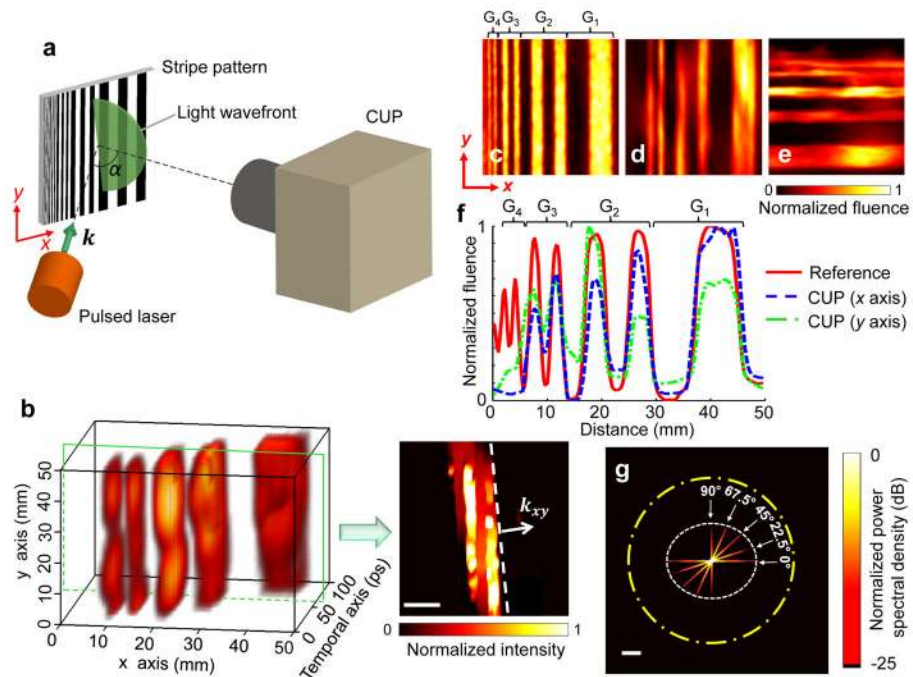 a
Stripe pattern
Light wavefront
CUP
α
y
x
k
Pulsed laser
G4 G3 G2 G1
y
x
c
d
e
0 1
Normalized fluence
f
G4 G3 G2 G1
1
0
Normalized fluence
0 10 20 30 40 50
Distance (mm)
Reference
CUP (x axis)
CUP (y axis)
b
50
40
30
20
10
0
y axis (mm)
0 10 20 30 40 50
x axis (mm)
0 50 100
Temporal axis (ps)
kxy
0 1
Normalized intensity
g
90° 67.5° 45° 22.5° 0°
0
-25
Normalized power
spectral density (dB)